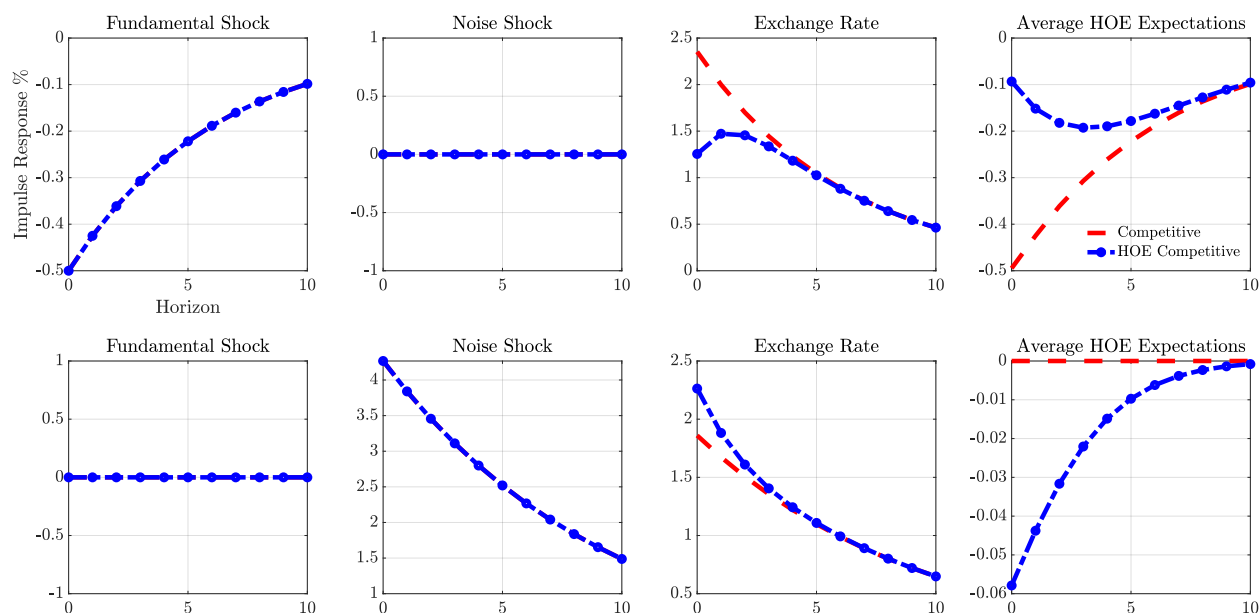 Fundamental Shock
Noise Shock
Exchange Rate
Average HOE Expectations
Impulse Response %
0
-0.1
-0.2
-0.3
-0.4
-0.5
0 5 10
Horizon
1
0.5
0
-0.5
-1
0 5 10
2.5
2
1.5
1
0.5
0
0 5 10
0
-0.1
-0.2
-0.3
-0.4
-0.5
0 5 10
Competitive
HOE Competitive
Fundamental Shock
Noise Shock
Exchange Rate
Average HOE Expectations
1
0.5
0
-0.5
-1
0 5 10
4
3.5
3
2.5
2
1.5
1
0 5 10
2.5
2
1.5
1
0.5
0 5 10
0
-0.01
-0.02
-0.03
-0.04
-0.05
-0.06
0 5 10